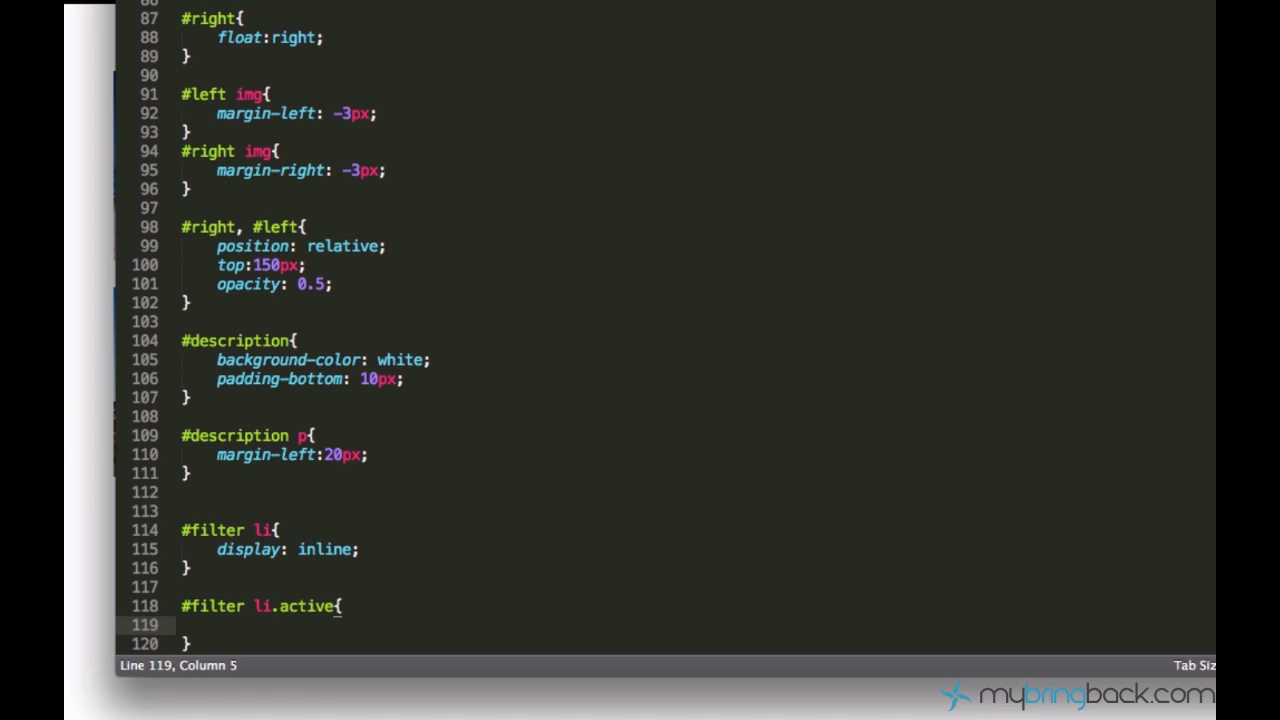 86
87 #right{
88 float:right;
89 }
90
91 #left img{
92 margin-left: -3px;
93 }
94 #right img{
95 margin-right: -3px;
96 }
97
98 #right, #left{
99 position: relative;
100 top:150px;
101 opacity: 0.5;
102 }
103
104 #description{
105 background-color: white;
106 padding-bottom: 10px;
107 }
108
109 #description p{
110 margin-left:20px;
111 }
112
113
114 #filter li{
115 display: inline;
116 }
117
118 #filter li.active{
119
120 }
Line 119, Column 5 Tab Siz
mybringback.com